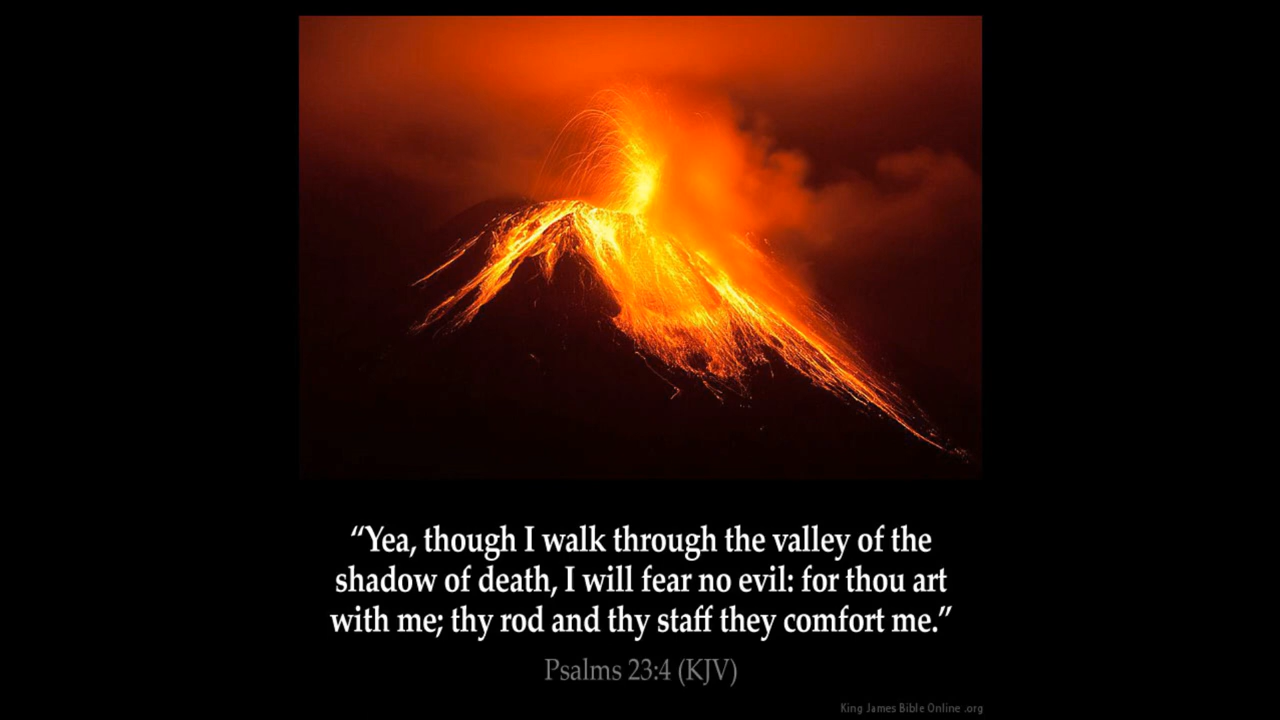 “Yea, though I walk through the valley of the
shadow of death, I will fear no evil: for thou art
with me; thy rod and thy staff they comfort me.”
Psalms 23:4 (KJV)
King James Bible Online .org